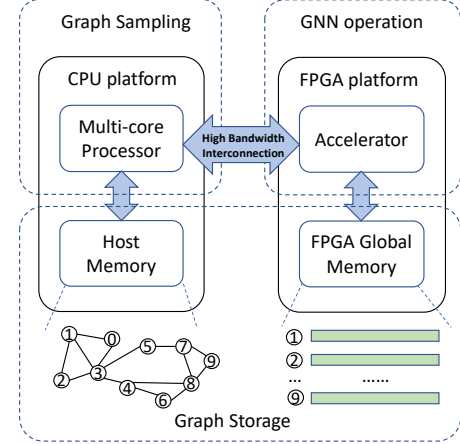 Graph Sampling
GNN operation
CPU platform
FPGA platform
Multi-core
Processor
High Bandwidth
Interconnection
Accelerator
Host
Memory
FPGA Global
Memory
1
0
5
7
9
2
3
4
6
8
1
2
...
......
9
Graph Storage